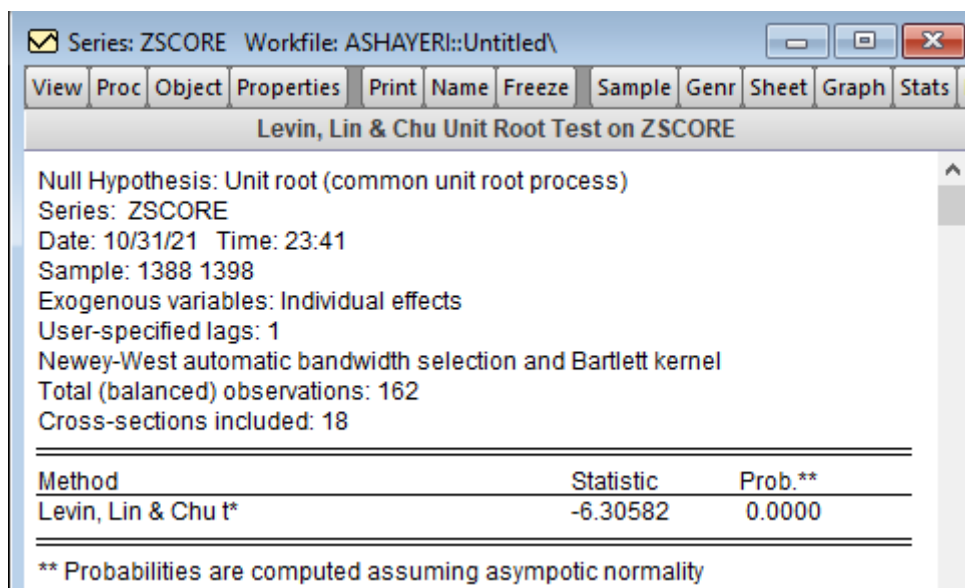 Series: ZSCORE Workfile: ASHAYERI::Untitled\
View Proc Object Properties Print Name Freeze Sample Genr Sheet Graph Stats
Levin, Lin & Chu Unit Root Test on ZSCORE
Null Hypothesis: Unit root (common unit root process)
Series: ZSCORE
Date: 10/31/21 Time: 23:41
Sample: 1388 1398
Exogenous variables: Individual effects
User-specified lags: 1
Newey-West automatic bandwidth selection and Bartlett kernel
Total (balanced) observations: 162
Cross-sections included: 18
Method Statistic Prob.**
Levin, Lin & Chu t* -6.30582 0.0000
** Probabilities are computed assuming asympotic normality